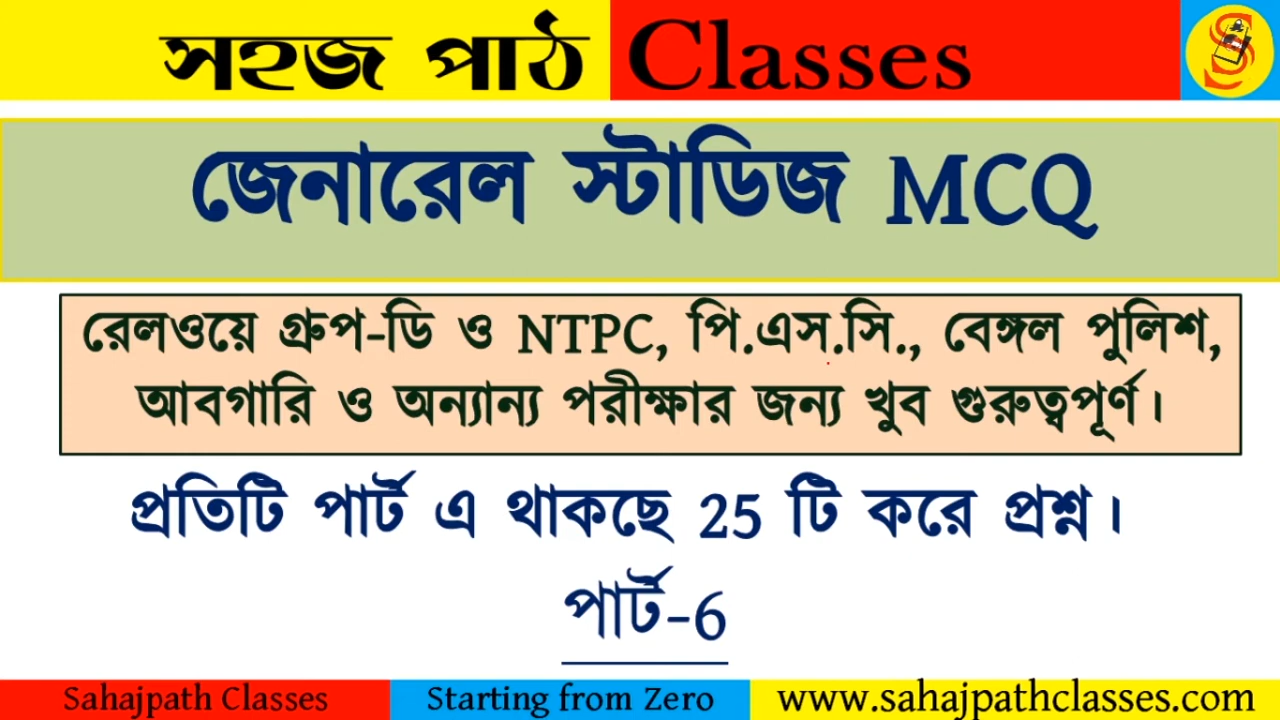 সহজ পাঠ Classes
জেনারেল স্টাডিজ MCQ
রেলওয়ে গ্রুপ-ডি ও NTPC, পি.এস.সি., বেঙ্গল পুলিশ,
আবগারি ও অন্যান্য পরীক্ষার জন্য খুব গুরুত্বপূর্ণ।
প্রতিটি পার্ট এ থাকছে 25 টি করে প্রশ্ন।
পার্ট-6
Sahajpath Classes Starting from Zero www.sahajpathclasses.com